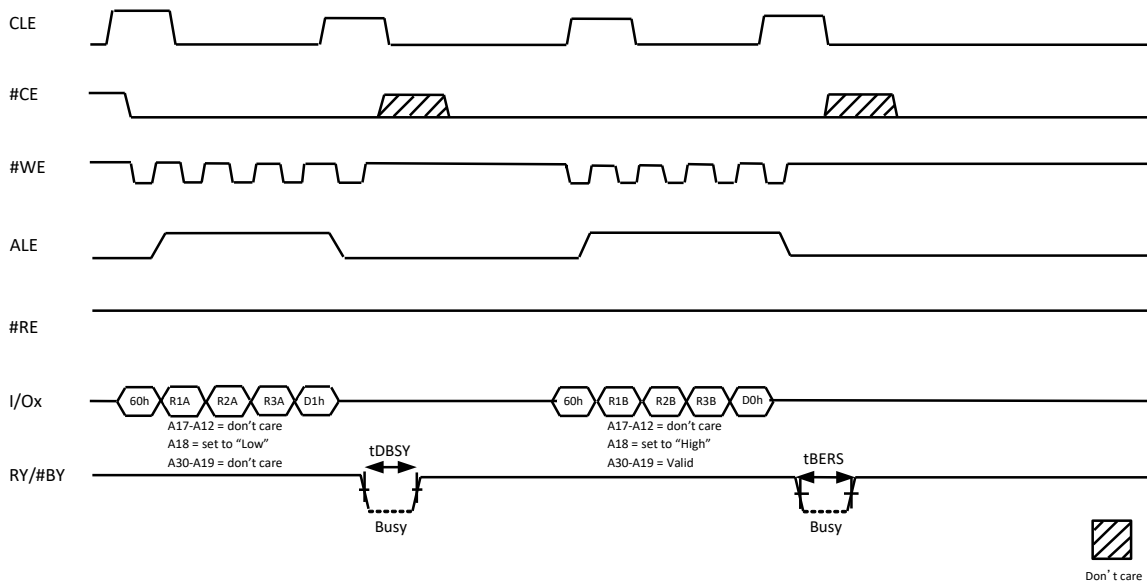 CLE
#CE
#WE
ALE
#RE
I/Ox
60h R1A R2A R3A D1h
60h R1B R2B R3B D0h
A17-A12 = don't care
A18 = set to “Low”
A30-A19 = don't care
A17-A12 = don't care
A18 = set to “High”
A30-A19 = Valid
RY/#BY
tDBSY
Busy
tBERS
Busy
Don’ t care